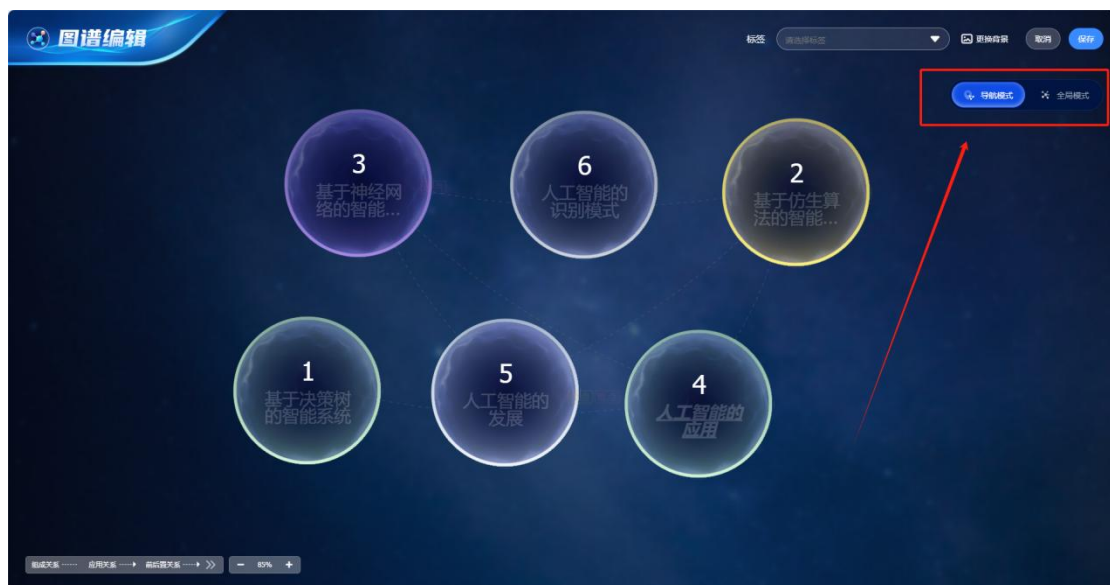 图谱编辑
标签 请选择标签 更换背景 取消 保存
导航模式 全局模式
3
基于神经网
络的智能...
6
人工智能的
识别模式
2
基于仿生算
法的智能...
1
基于决策树
的智能系统
5
人工智能的
发展
4
人工智能的
应用
组成关系 应用关系 前后置关系 85%